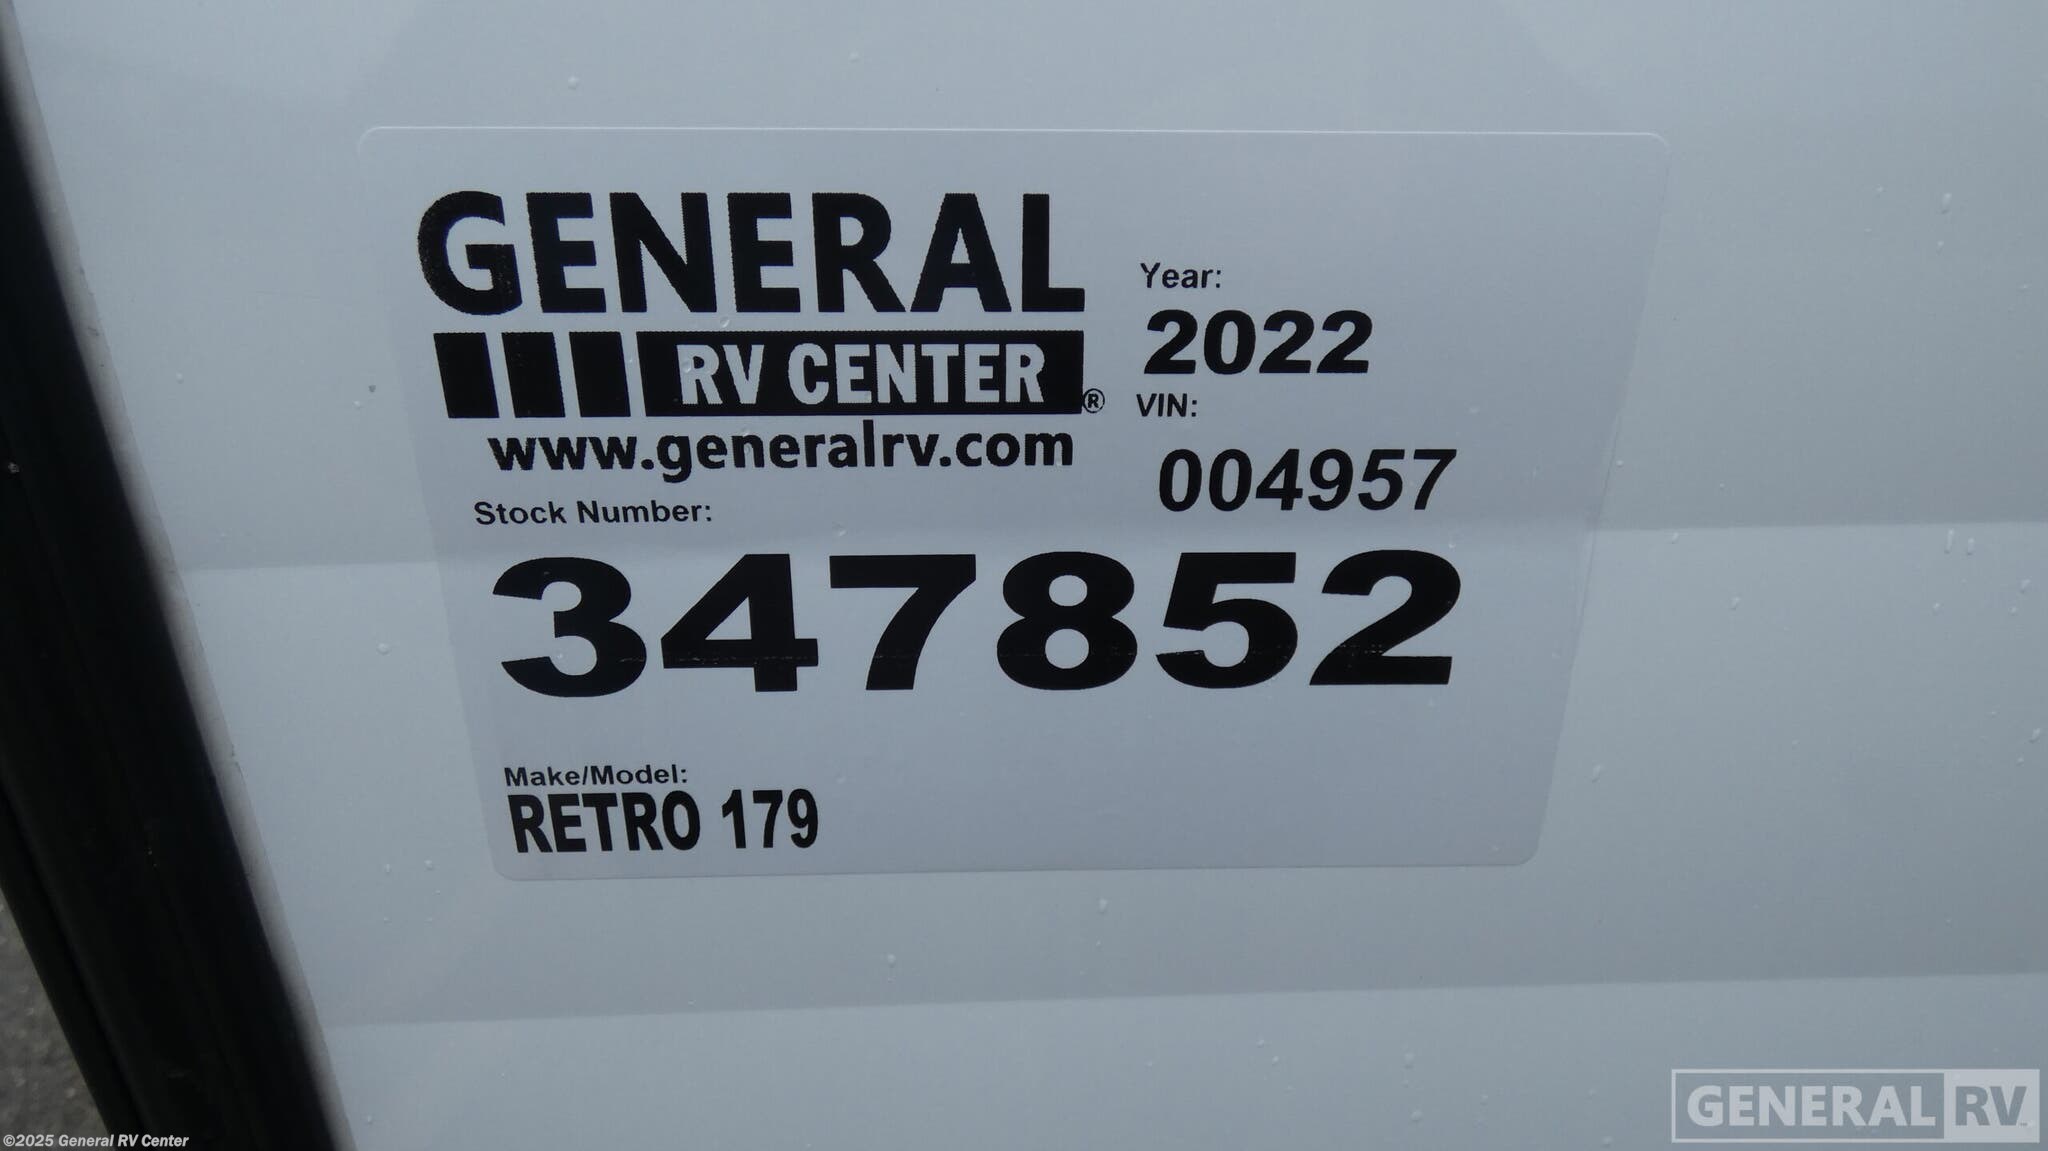 GENERAL
RV CENTER®
www.generalrv.com
Year:
2022
VIN:
004957
Stock Number:
347852
Make/Model:
RETRO 179
©2025 General RV Center
GENERAL RV